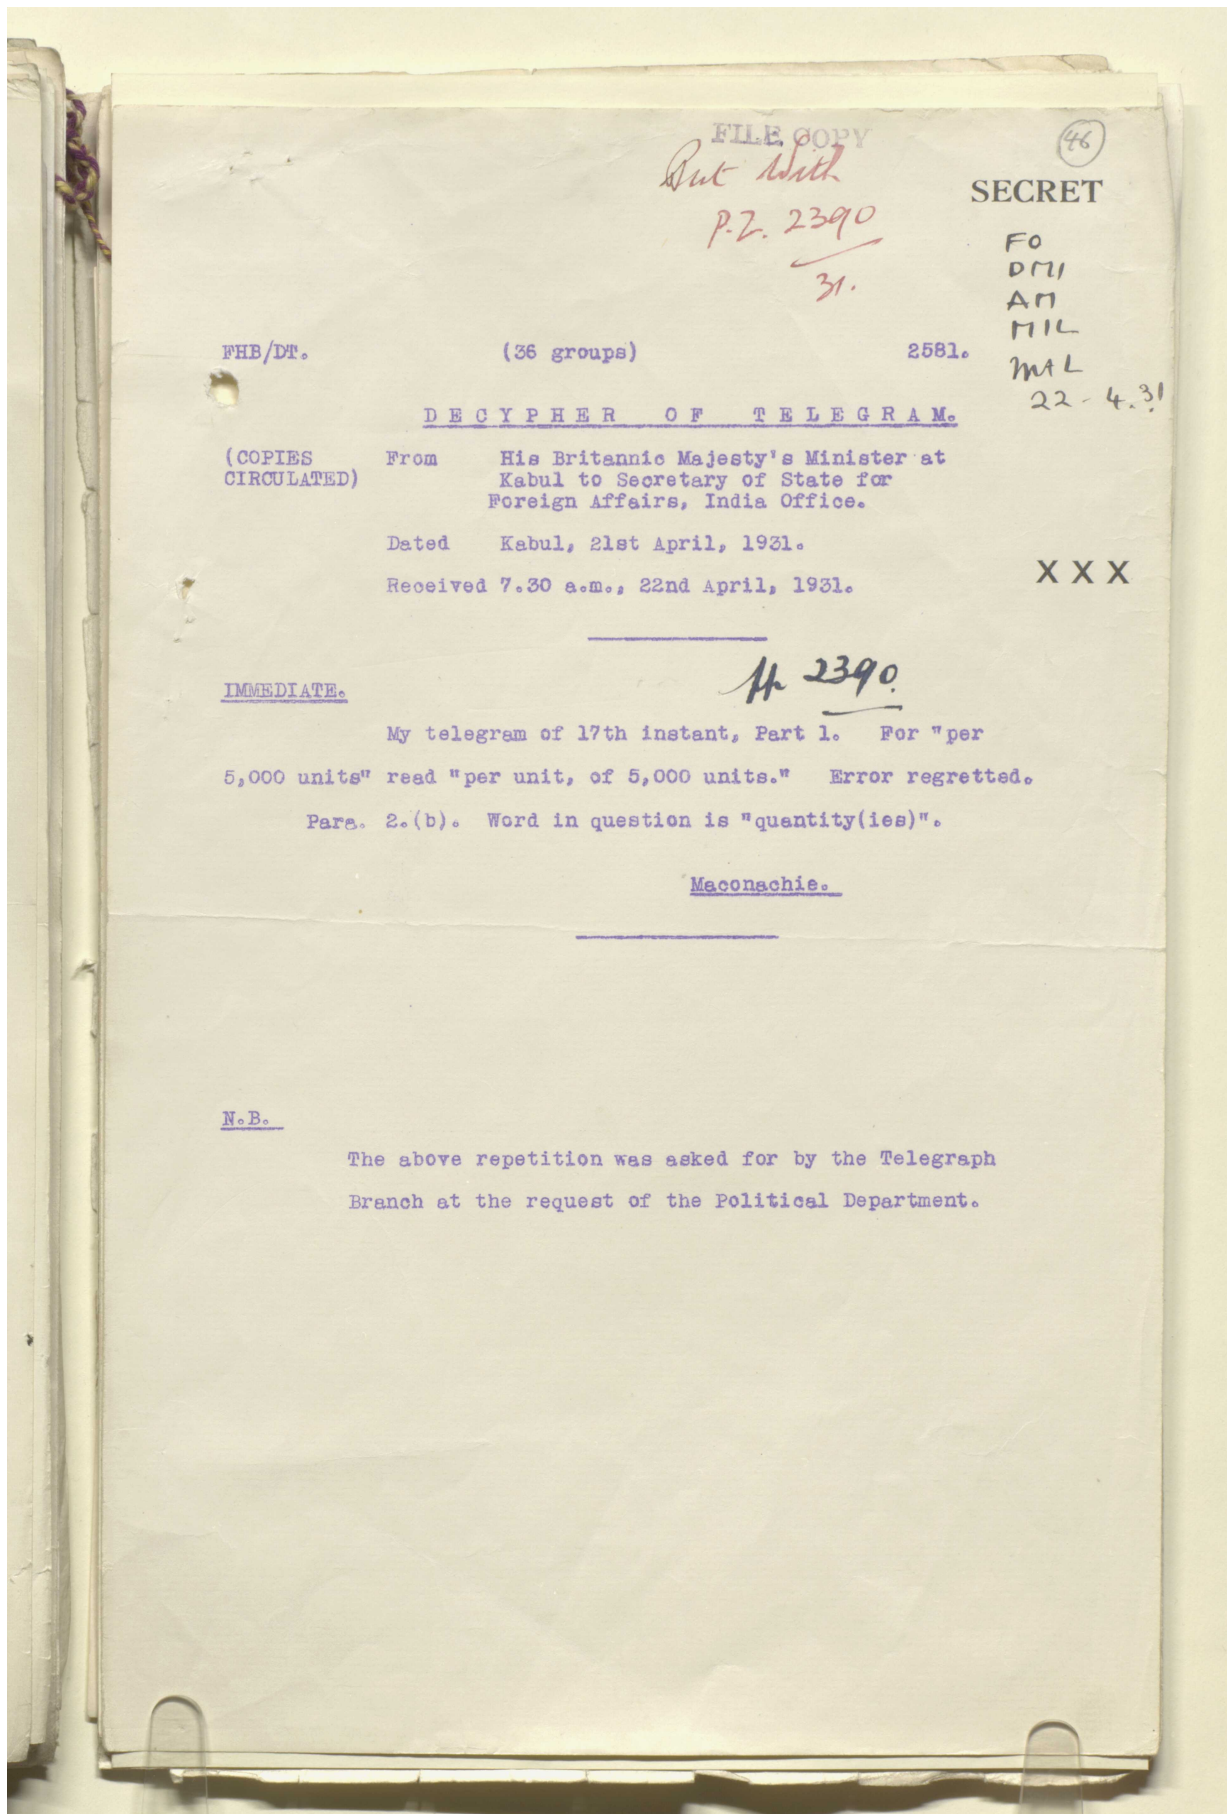 FILE COPY
46
Put with
SECRET
P.Z. 2390
31.
FO
DMI
AM
MIL
22-4.31
FHB/DT. (36 groups) 2581.
DECYPHER OF TELEGRAM.
(COPIES CIRCULATED) From His Britannic Majesty's Minister at
Kabul to Secretary of State for
Foreign Affairs, India Office.
Dated Kabul, 21st April, 1931.
XXX
Received 7.30 a.m., 22nd April, 1931.
2390.
IMMEDIATE.
My telegram of 17th instant, Part 1. For "per
5,000 units" read "per unit, of 5,000 units." Error regretted.
Para. 2.(b). Word in question is "quantity(ies)".
Maconachie.
N.B.
The above repetition was asked for by the Telegraph
Branch at the request of the Political Department.